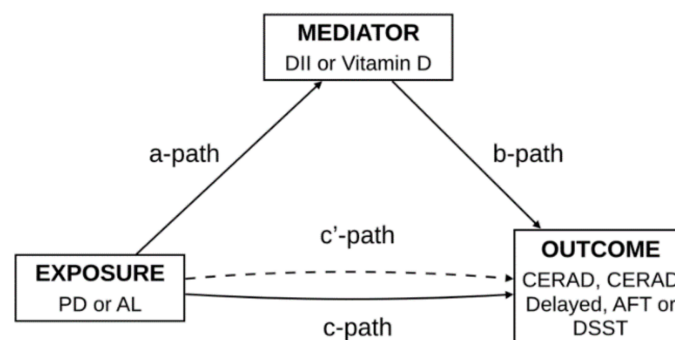 MEDIATOR
DII or Vitamin D
a-path
b-path
c’-path
EXPOSURE
PD or AL
c-path
OUTCOME
CERAD, CERAD
Delayed, AFT or
DSST